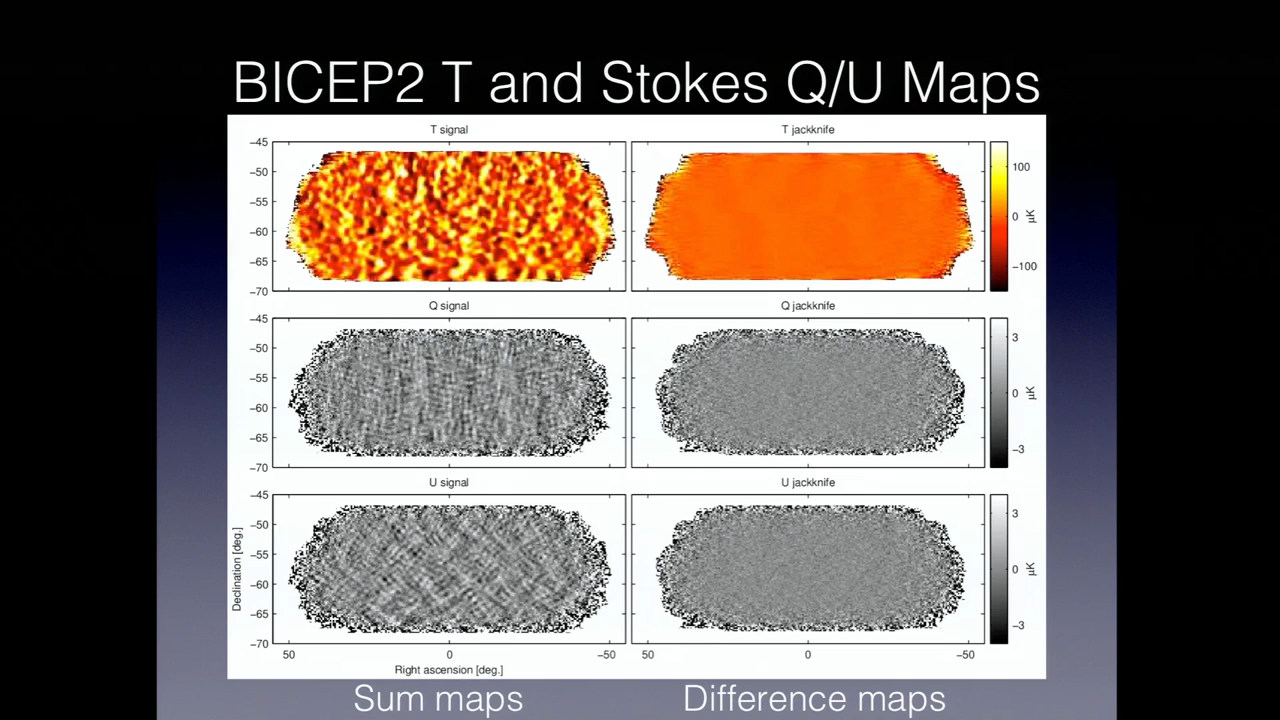 BICEP2 T and Stokes Q/U Maps
T signal
T jackknife
−45
−50
−55
−60
−65
−70
100
0
−100
µK
Q signal
Q jackknife
−45
−50
−55
−60
−65
−70
3
0
−3
µK
U signal
U jackknife
−45
−50
−55
−60
−65
−70
Declination [deg.]
3
0
−3
µK
50
0
−50
50
0
−50
Right ascension [deg.]
Sum maps
Difference maps